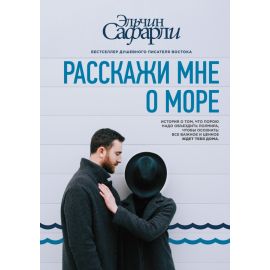 Эльчин
Сафарли
БЕСТСЕЛЛЕР ДУШЕВНОГО ПИСАТЕЛЯ ВОСТОКА
РАССКАЖИ МНЕ
О МОРЕ
ИСТОРИЯ О ТОМ, ЧТО ПОРОЮ
НАДО ОБЪЕЗДИТЬ ПОЛМИРА,
ЧТОБЫ ОСОЗНАТЬ:
ВСЕ ВАЖНОЕ И ЦЕННОЕ
ЖДЕТ ТЕБЯ ДОМА.